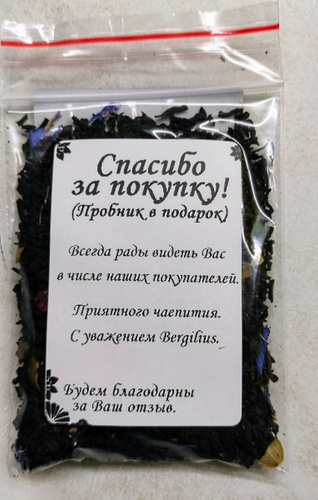 Спасибо
за покупку!
(Пробник в подарок)
Всегда рады видеть Вас
в числе наших покупателей.
Приятного чаепития.
С уважением Bergilius.
Будем благодарны
за Ваш отзыв.